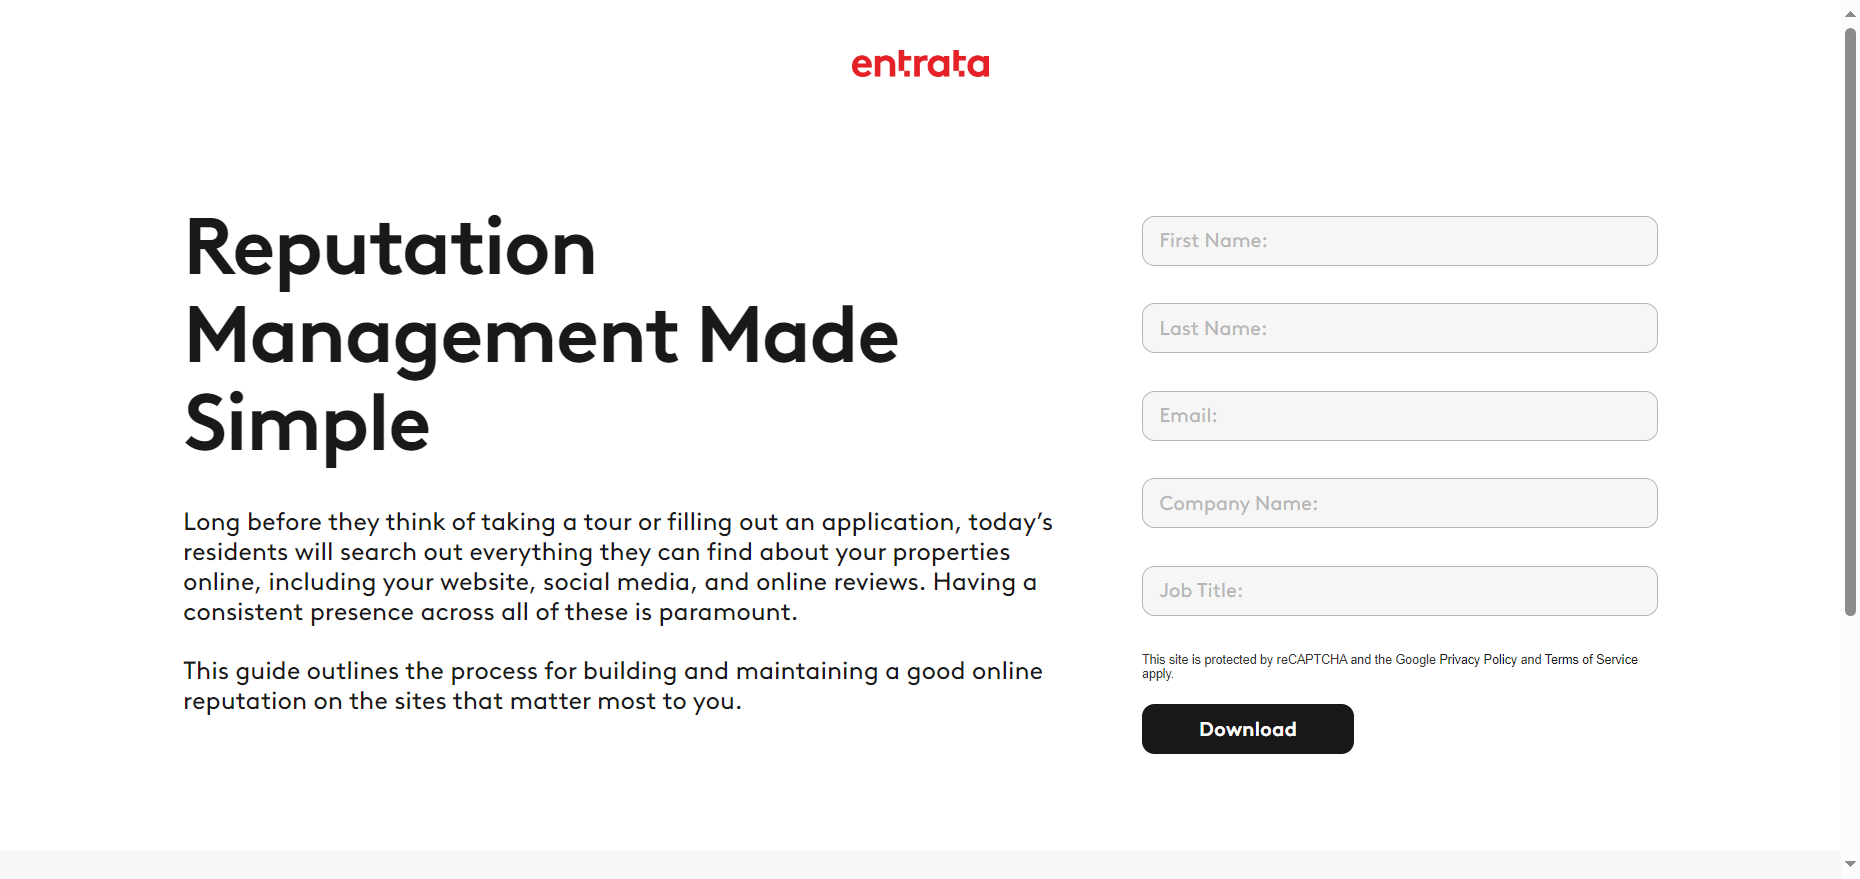 entrata
Reputation
Management Made
Simple
Long before they think of taking a tour or filling out an application, today’s
residents will search out everything they can find about your properties
online, including your website, social media, and online reviews. Having a
consistent presence across all of these is paramount.
This guide outlines the process for building and maintaining a good online
reputation on the sites that matter most to you.
First Name:
Last Name:
Email:
Company Name:
Job Title:
This site is protected by reCAPTCHA and the Google Privacy Policy and Terms of Service
apply.
Download